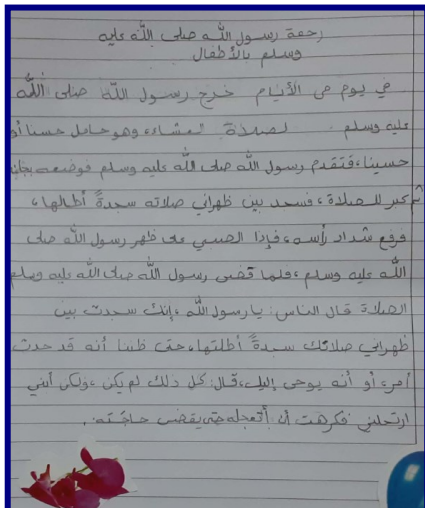 رحمة رسول الله صلى الله عليه
وسلم بالأطفال
في يوم من الأيام خرج رسول الله صلى الله
عليه وسلم لصلاة العشاء، وهو حامل حسنا أو
حسينا، فتقدم رسول الله صلى الله عليه وسلم فوضعه بجانبه
ثم كبر للصلاة، فسجد بين ظهراني صلاته سجدةً أطالها،
فرفع شداد رأسه، فإذا الصبي على ظهر رسول الله صلى
الله عليه وسلم، فلما قضى رسول الله صلى الله عليه وسلم
الصلاة قال الناس: يا رسول الله، إنك سجدت بين
ظهراني صلاتك سجدةً أطلتها، حتى ظننا أنه قد حدث
أمر، أو أنه يوحى إليك، قال: كل ذلك لم يكن، ولكن ابني
ارتحلني فكرهت أن أتعجله حتى يقضي حاجته.